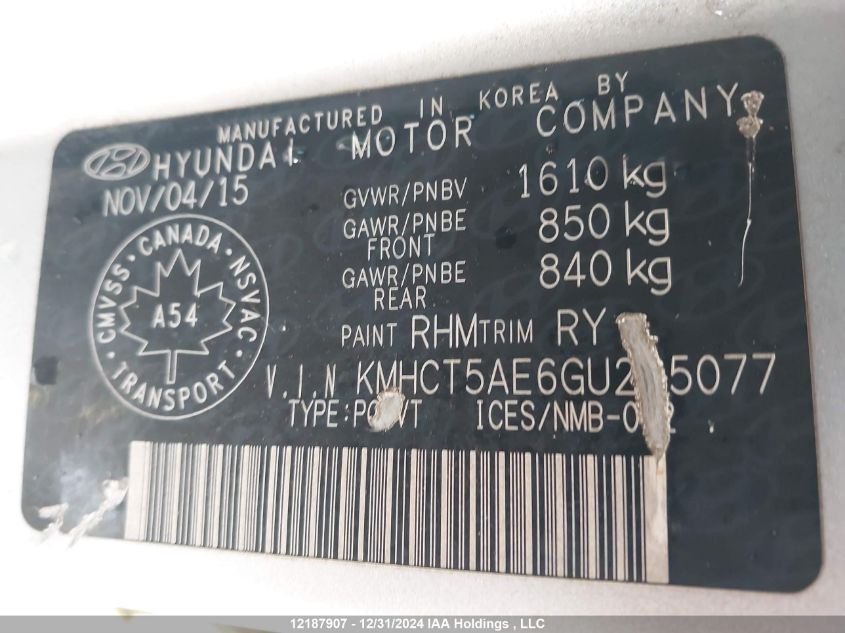 MANUFACTURED IN KOREA BY
HYUNDAI MOTOR COMPANY
NOV/04/15
GVWR/PNBV 1610 kg
GAWR/PNBE FRONT 850 kg
GAWR/PNBE REAR 840 kg
CMVSS · CANADA · NSVAC · TRANSPORT
A54
PAINT RHM TRIM RY
V.I.N
TYPE:
12187907 - 12/31/2024 IAA Holdings , LLC